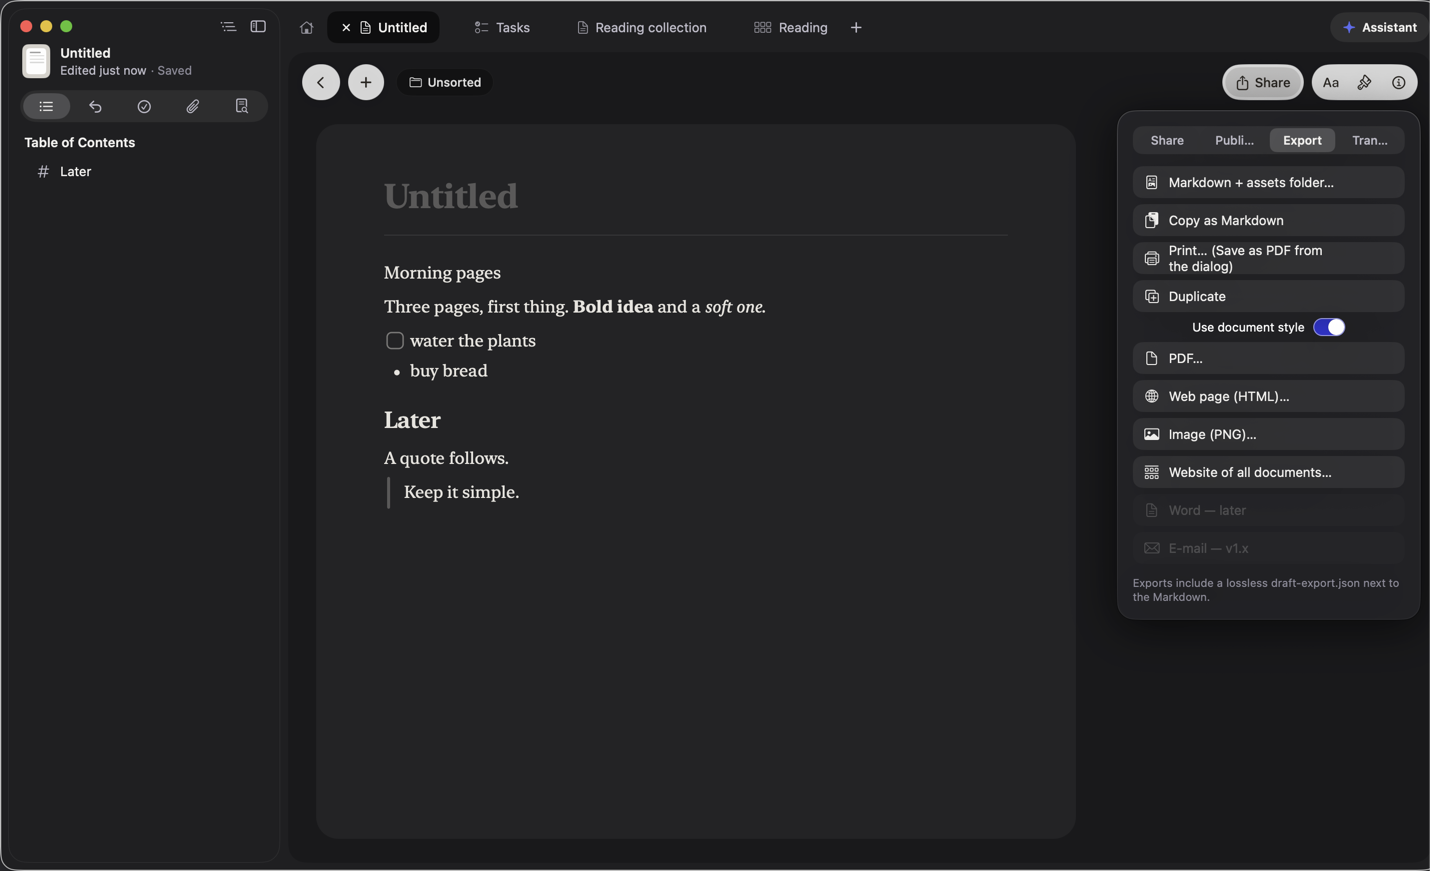 Untitled
Edited just now · Saved
Table of Contents
# Later
Untitled
Tasks
Reading collection
Reading
Assistant
Unsorted
Share
Aa
Untitled
Morning pages
Three pages, first thing. Bold idea and a soft one.
water the plants
• buy bread
Later
A quote follows.
Keep it simple.
Share
Publi...
Export
Tran...
Markdown + assets folder...
Copy as Markdown
Print... (Save as PDF from
the dialog)
Duplicate
Use document style
PDF...
Web page (HTML)...
Image (PNG)...
Website of all documents...
Word — later
E-mail — v1.x
Exports include a lossless draft-export.json next to
the Markdown.